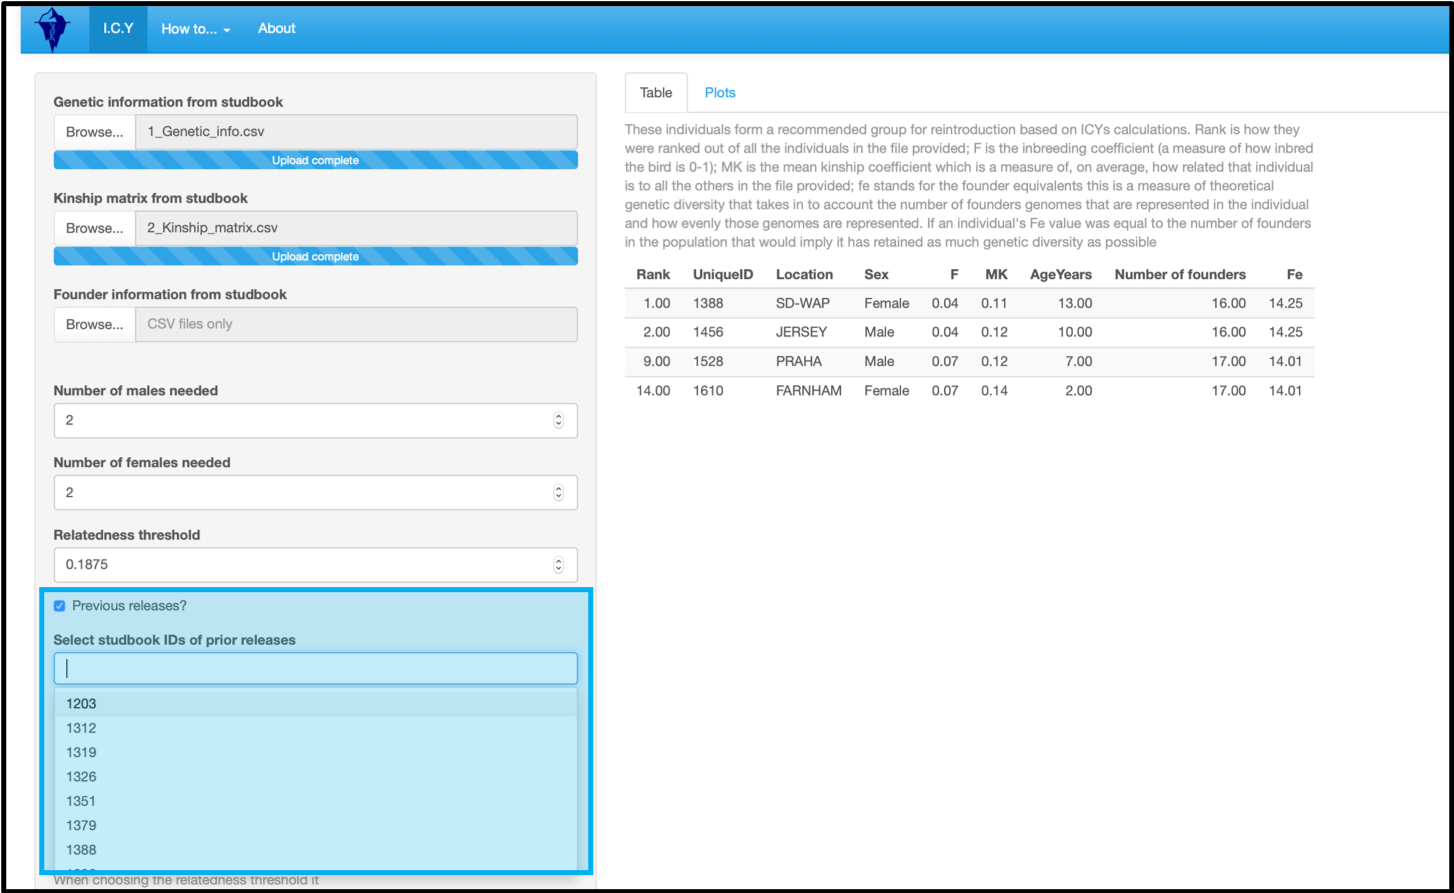 I.C.Y How to... About
Genetic information from studbook
Browse... 1_Genetic_info.csv
Upload complete
Kinship matrix from studbook
Browse... 2_Kinship_matrix.csv
Upload complete
Founder information from studbook
Browse... CSV files only
Number of males needed
2
Number of females needed
2
Relatedness threshold
0.1875
Previous releases?
Select studbook IDs of prior releases
1203
1312
1319
1326
1351
1379
1388
When choosing the relatedness threshold it
Table Plots
These individuals form a recommended group for reintroduction based on ICYs calculations. Rank is how they
were ranked out of all the individuals in the file provided; F is the inbreeding coefficient (a measure of how inbred
the bird is 0-1); MK is the mean kinship coefficient which is a measure of, on average, how related that individual
is to all the others in the file provided; fe stands for the founder equivalents this is a measure of theoretical
genetic diversity that takes in to account the number of founders genomes that are represented in the individual
and how evenly those genomes are represented. If an individual's Fe value was equal to the number of founders
in the population that would imply it has retained as much genetic diversity as possible
Rank UniqueID Location Sex F MK AgeYears Number of founders Fe
1.00 1388 SD-WAP Female 0.04 0.11 13.00 16.00 14.25
2.00 1456 JERSEY Male 0.04 0.12 10.00 16.00 14.25
9.00 1528 PRAHA Male 0.07 0.12 7.00 17.00 14.01
14.00 1610 FARNHAM Female 0.07 0.14 2.00 17.00 14.01